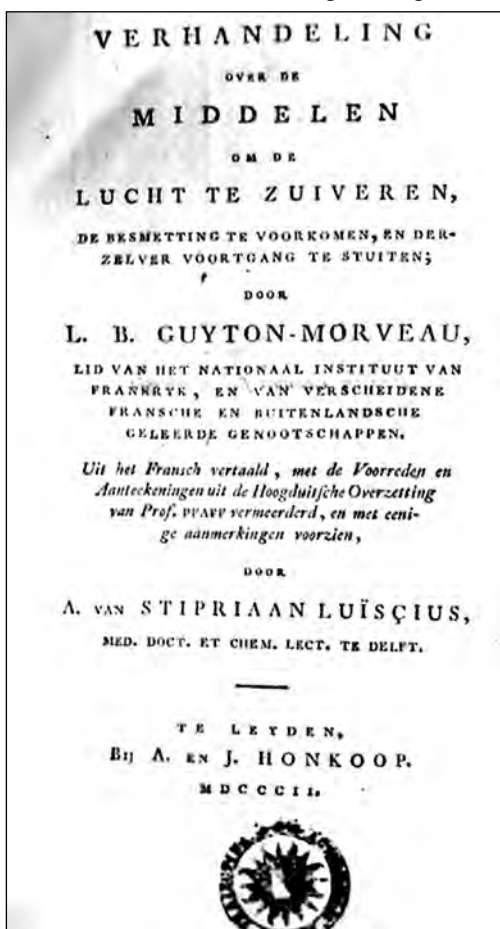 VERHANDELING
OVER DE
MIDDELEN
OM DE
LUCHT TE ZUIVEREN,
DE BESMETTING TE VOORKOMEN, EN DER-
ZELVER VOORTGANG TE STUITEN;
DOOR
L. B. GUYTON-MORVEAU,
LID VAN HET NATIONAAL INSTITUUT VAN
FRANKRYK, EN VAN VERSCHEIDENE
FRANSCHE EN BUITENLANDSCHE
GELEERDE GENOOTSCHAPPEN.
Uit het Fransch vertaald, met de Voorreden en
Aanteekeningen uit de Hoogduitsche Overzetting
van Prof. PFAFF vermeerderd, en met eeni-
ge aanmerkingen voorzien,
DOOR
A. VAN STIPRIAAN LUÏSÇIUS,
MED. DOCT. ET CHEM. LECT. TE DELFT.
TE LEYDEN,
Bij A. EN J. HONKOOP.
MDCCCII.